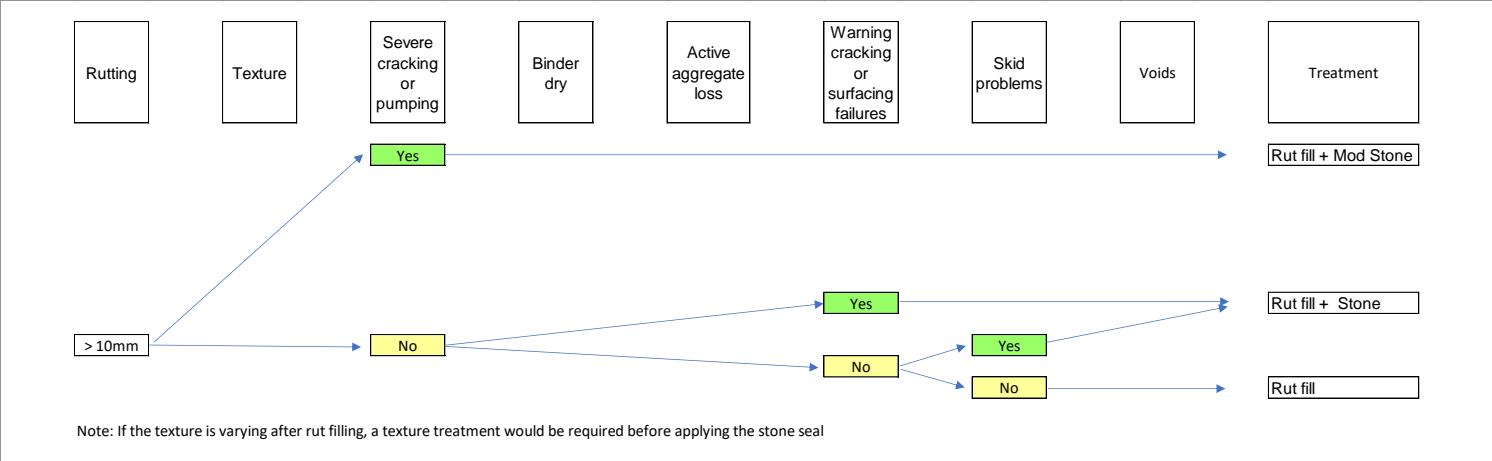 Rutting
Texture
Severe
cracking
or
pumping
Binder
dry
Active
aggregate
loss
Warning
cracking
or
surfacing
failures
Skid
problems
Voids
Treatment
Yes
Rut fill + Mod Stone
Yes
Rut fill +  Stone
> 10mm
No
Yes
No
No
Rut fill
Note: If the texture is varying after rut filling, a texture treatment would be required before applying the stone seal